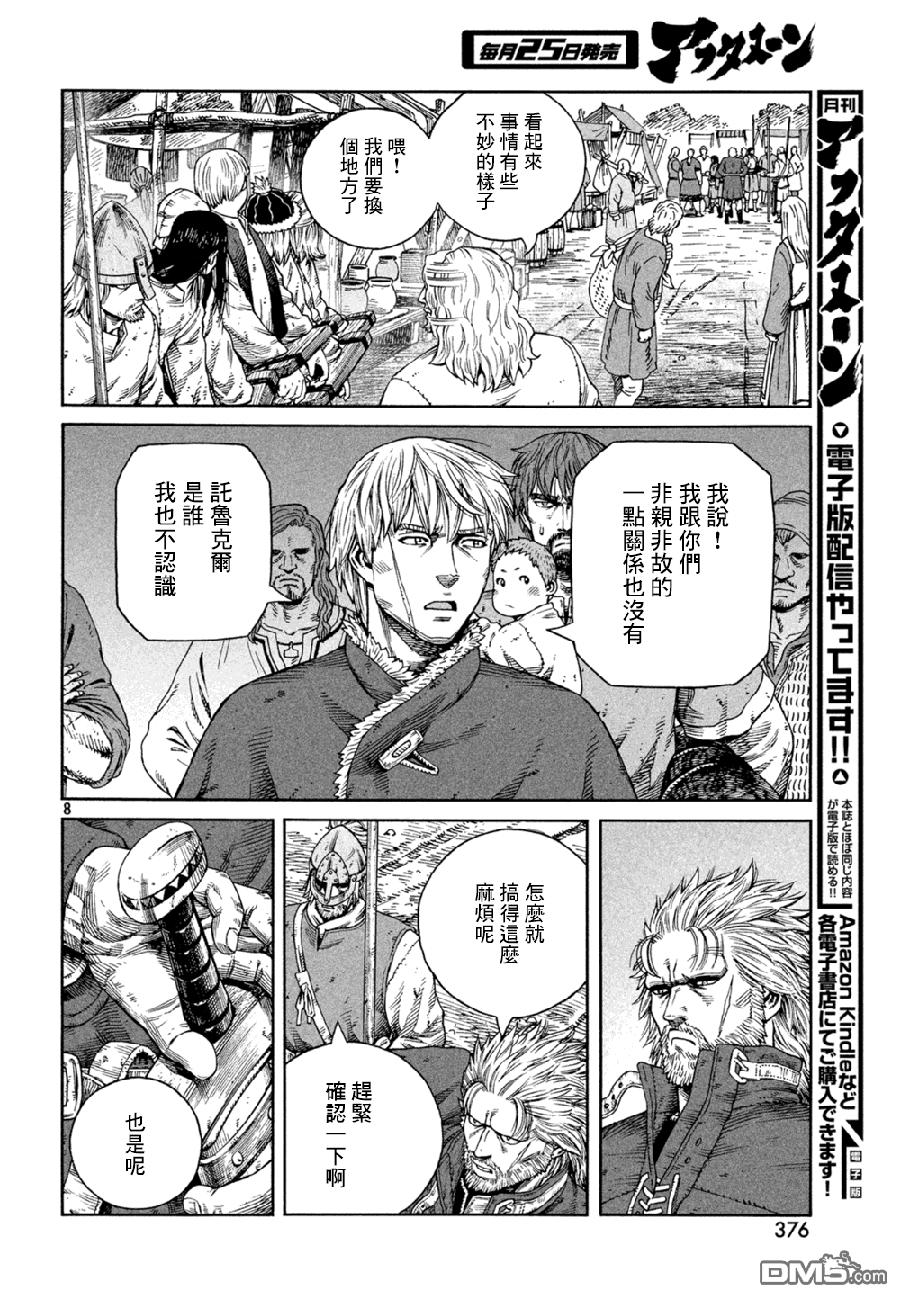 毎月25日発売
アフタヌーン
月刊
アフタヌーン
電子版配信やってます!!
本誌とほぼ同じ内容
が電子版で読める!!
Amazon Kindleなど
各電子書店にてご購入できます!
電子版
看起來
事情有些
不妙的樣子
喂！
我們要換
個地方了
我說！
我跟你們
非親非故的
一點關係也沒有
託魯克爾
是誰
我也不認識
8
怎麼就
搞得這麼
麻煩呢
趕緊
確認一下啊
也是呢
376
DM5.com